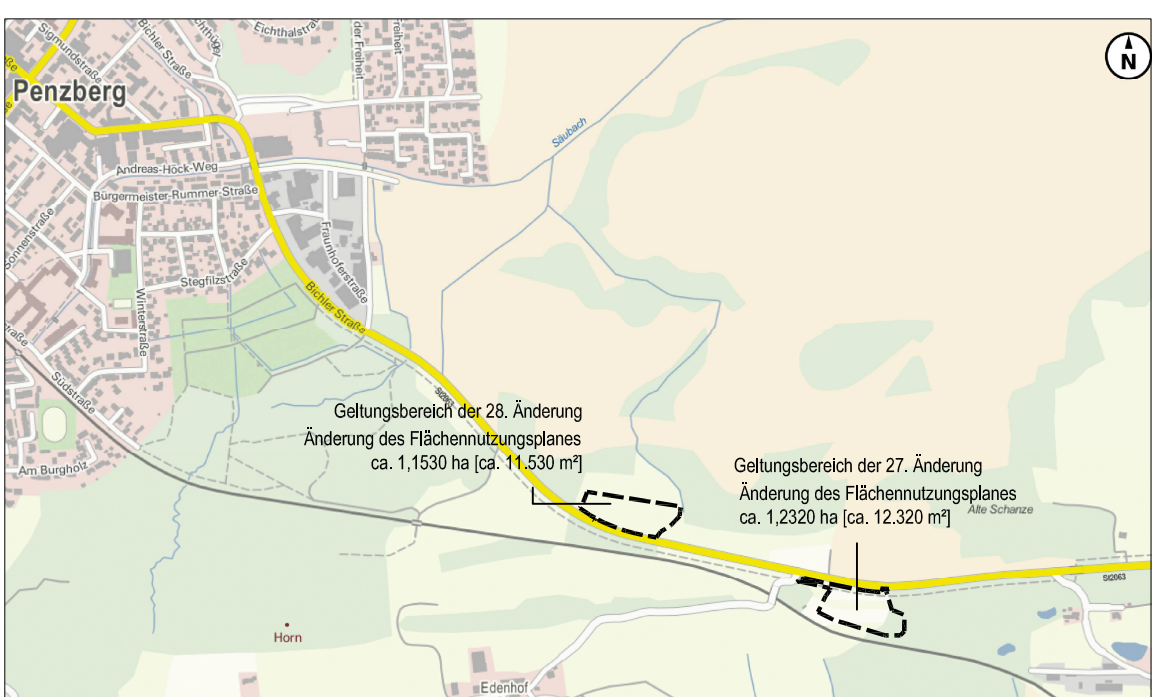 Eichthalstra
Sigmundstraße
Bichler Straße
chthügel
der Freiheit
Freiheit
N
Penzberg
Säubach
Andreas-Höck-Weg
Bürgermeister-Rummer-Straße
Sonnenstraße
Fraunhoferstraße
Stegfilzstraße
Bichler Straße
Winterstraße
Südstraße
Am Burgholz
St2063
Geltungsbereich der 28. Änderung
Änderung des Flächennutzungsplanes
ca. 1,1530 ha [ca. 11.530 m²]
Geltungsbereich der 27. Änderung
Änderung des Flächennutzungsplanes
ca. 1,2320 ha [ca. 12.320 m²]
Alte Schanze
St2063
Horn
Edenhof